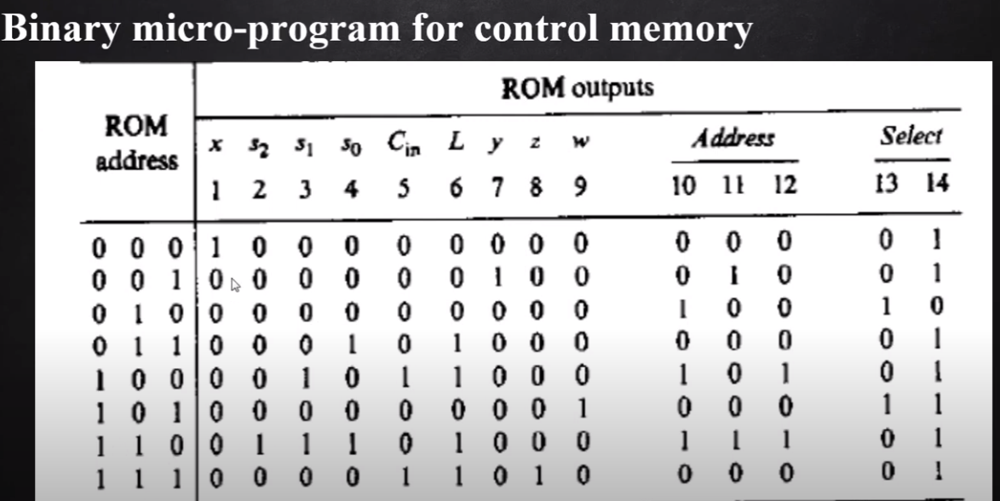 Binary micro-program for control memory
ROM outputs
ROM address
x s2 s1 s0 Cin L y z w Address Select
1 2 3 4 5 6 7 8 9 10 11 12 13 14
0 0 0 1 0 0 0 0 0 0 0 0 0 0 0 0 1
0 0 1 0 0 0 0 0 0 1 0 0 0 1 0 0 1
0 1 0 0 0 0 0 0 0 0 0 0 1 0 0 1 0
0 1 1 0 0 0 1 0 1 0 0 0 0 0 0 0 1
1 0 0 0 0 1 0 1 1 0 0 0 1 0 1 0 1
1 0 1 0 0 0 0 0 0 0 0 1 0 0 0 1 1
1 1 0 0 1 1 1 0 1 0 0 0 1 1 1 0 1
1 1 1 0 0 0 0 1 1 0 1 0 0 0 0 0 1